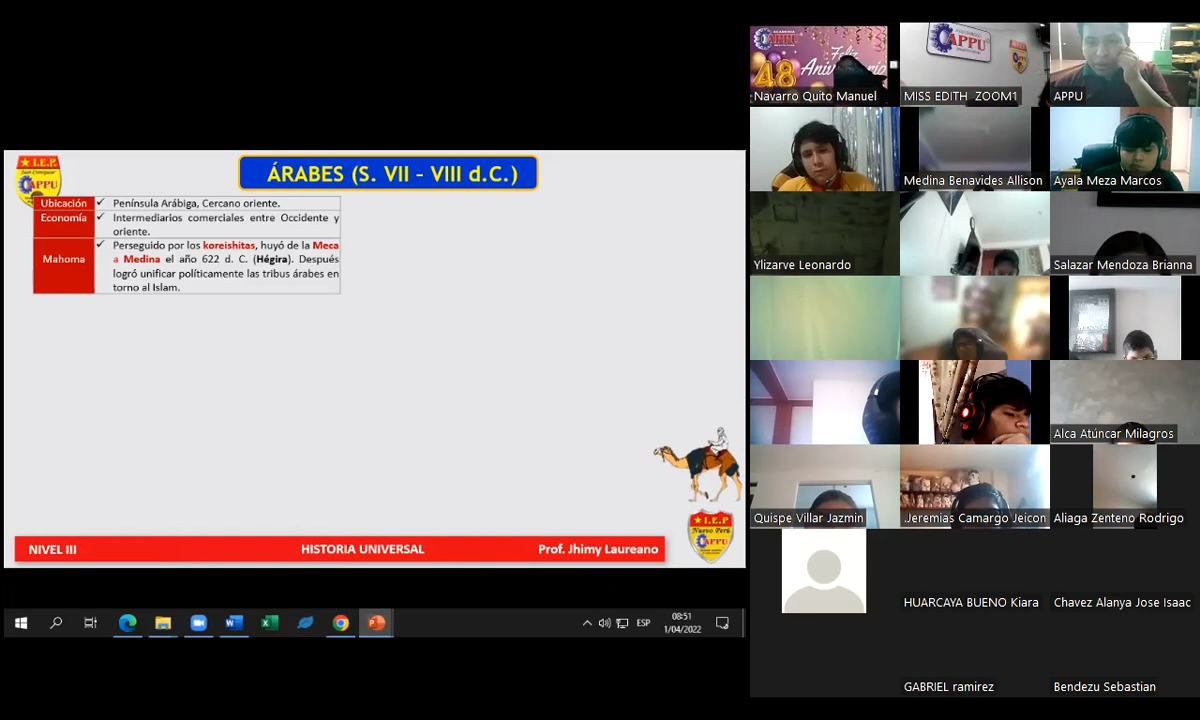 ★ I.E.P.
APPU
ÁRABES (S. VII – VIII d.C.)
Ubicación ✓ Península Arábiga, Cercano oriente.
Economía ✓ Intermediarios comerciales entre Occidente y
oriente.
Mahoma ✓ Perseguido por los koreishitas, huyó de la Meca
a Medina el año 622 d. C. (Hégira). Después
logró unificar políticamente las tribus árabes en
torno al Islam.
★ I.E.P
Nuevo Perú
APPU
NIVEL III HISTORIA UNIVERSAL Prof. Jhimy Laureano
ESP
08:51
1/04/2022
ACADEMIA
APPU
Feliz
48 Aniversario
Navarro Quito Manuel
APPU
MISS EDITH ZOOM1
APPU
Medina Benavides Allison
Ayala Meza Marcos
Ylizarve Leonardo
Salazar Mendoza Brianna
Alca Atúncar Milagros
Quispe Villar Jazmin
Jeremias Camargo Jeicon
Aliaga Zenteno Rodrigo
HUARCAYA BUENO Kiara
Chavez Alanya Jose Isaac
GABRIEL ramirez
Bendezu Sebastian